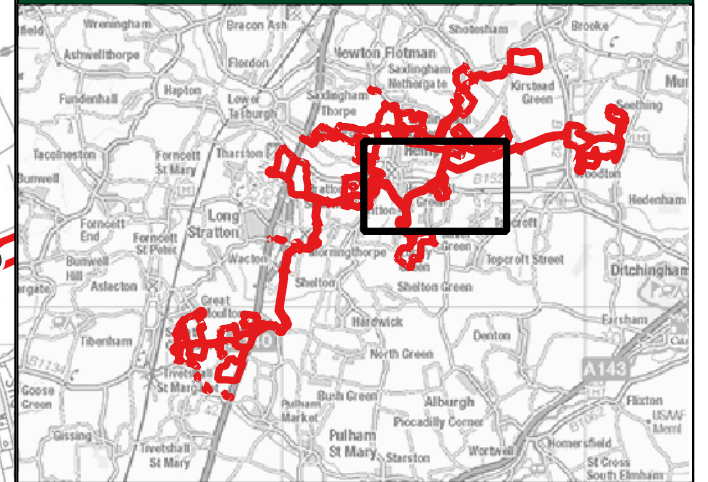 Wreningham
Bracon Ash
Shotesham
Brooke
Ashwellthorpe
Newton Flotman
Flordon
Saxlingham
Nethergate
Kirstead
Green
Hapton
Fundenhall
Lower
Tasburgh
Saxlingham
Thorpe
Seething
Tacolneston
Forncett
St Mary
Tharston
Bunwell
Woodton
Hedenham
Long
Stratton
Forncett
End
Forncett
St Peter
Topcroft
Green
Bunwell
Hill
Wacton
Morningthorpe
Topcroft Street
Ditchingham
Aslacton
Shelton
Shelton Green
Great
Moulton
Hardwick
Earsham
Tibenham
Denton
North Green
B1134
Tivetshall
St Margaret
A143
Goose
Green
Bush Green
Alburgh
Flixton
Pulham
Market
Piccadilly Corner
Gissing
Pulham
St Mary
Homersfield
Tivetshall
St Mary
Starston
Wortwell
St Cross
South Elmham